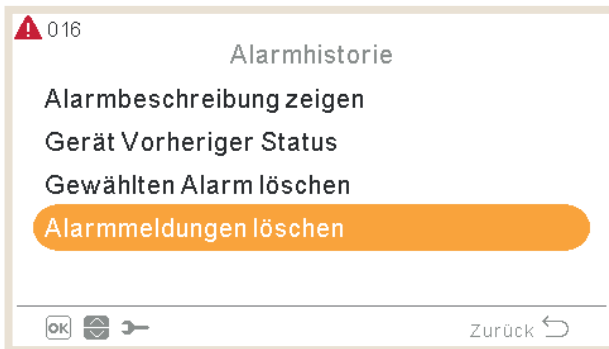 016
Alarmhistorie
Alarmbeschreibung zeigen
Gerät Vorheriger Status
Gewählten Alarm löschen
Alarmmeldungen löschen
OK Zurück